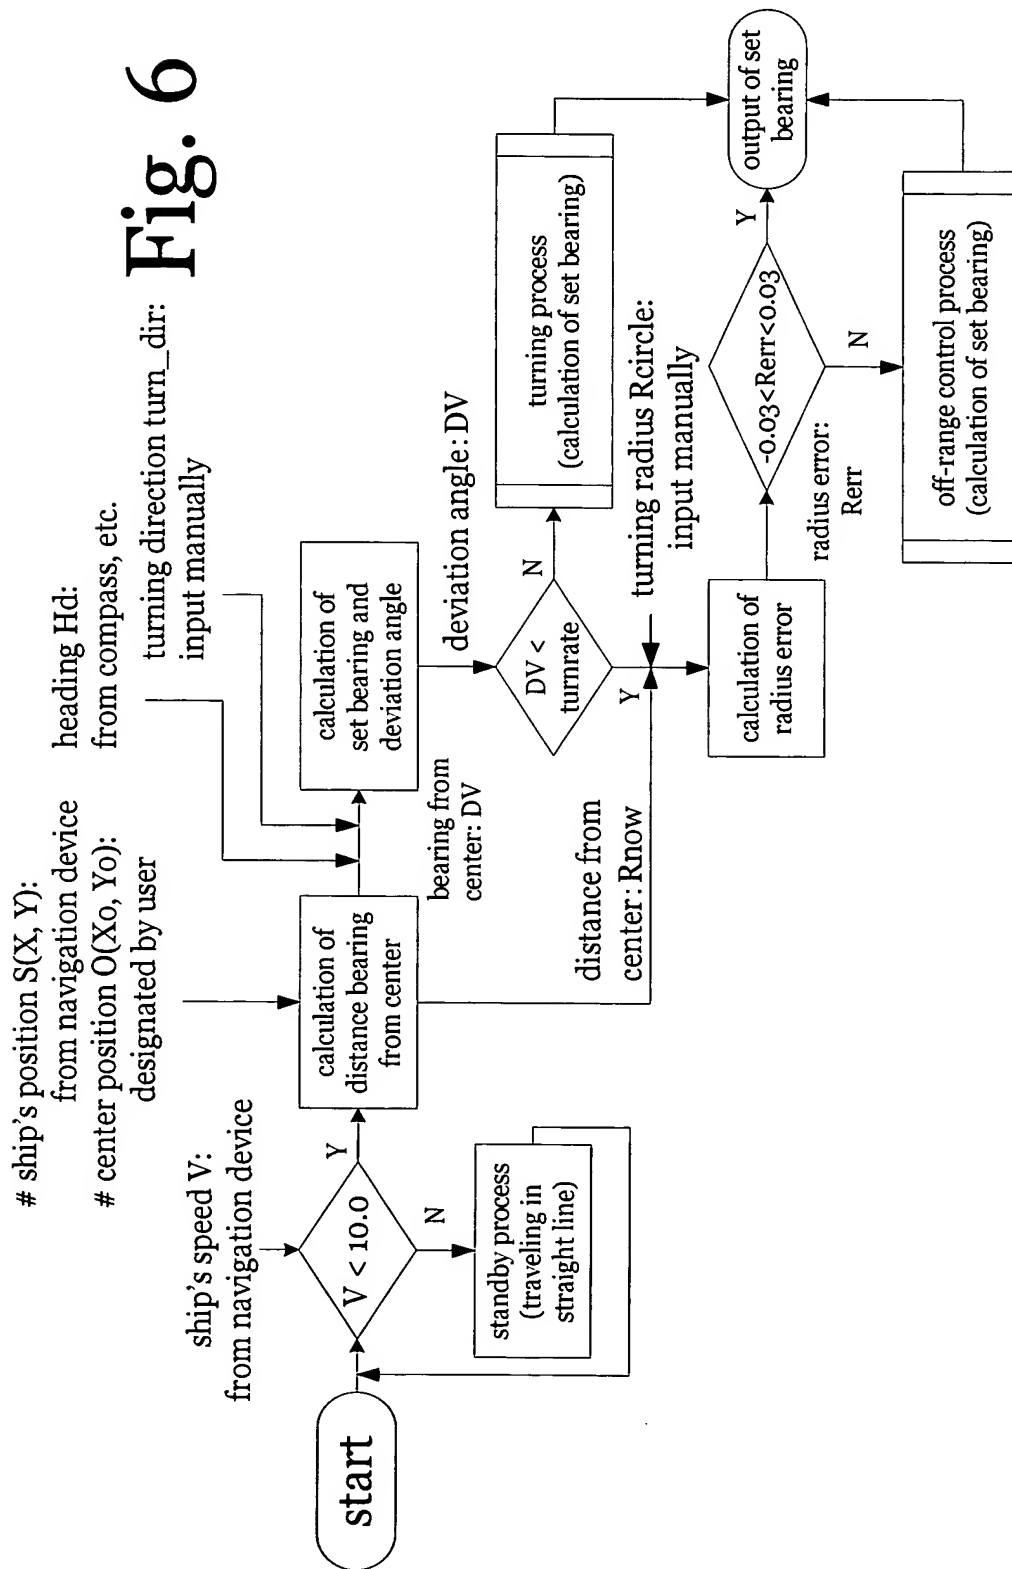 Fig. 6
# ship's position S(X, Y):
from navigation device
# center position O(Xo, Yo):
designated by user
heading Hd:
from compass, etc.
turning direction turn_dir:
input manually
ship's speed V:
from navigation device
start
V < 10.0
Y
N
standby process
(traveling in
straight line)
calculation of
distance bearing
from center
bearing from
center: DV
calculation of
set bearing and
deviation angle
deviation angle: DV
distance from
center: Rnow
DV <
turnrate
N
Y
turning process
(calculation of set bearing)
turning radius Rcircle:
input manually
calculation of
radius error
radius error:
Rerr
-0.03<Rerr<0.03
Y
N
output of set
bearing
off-range control process
(calculation of set bearing)